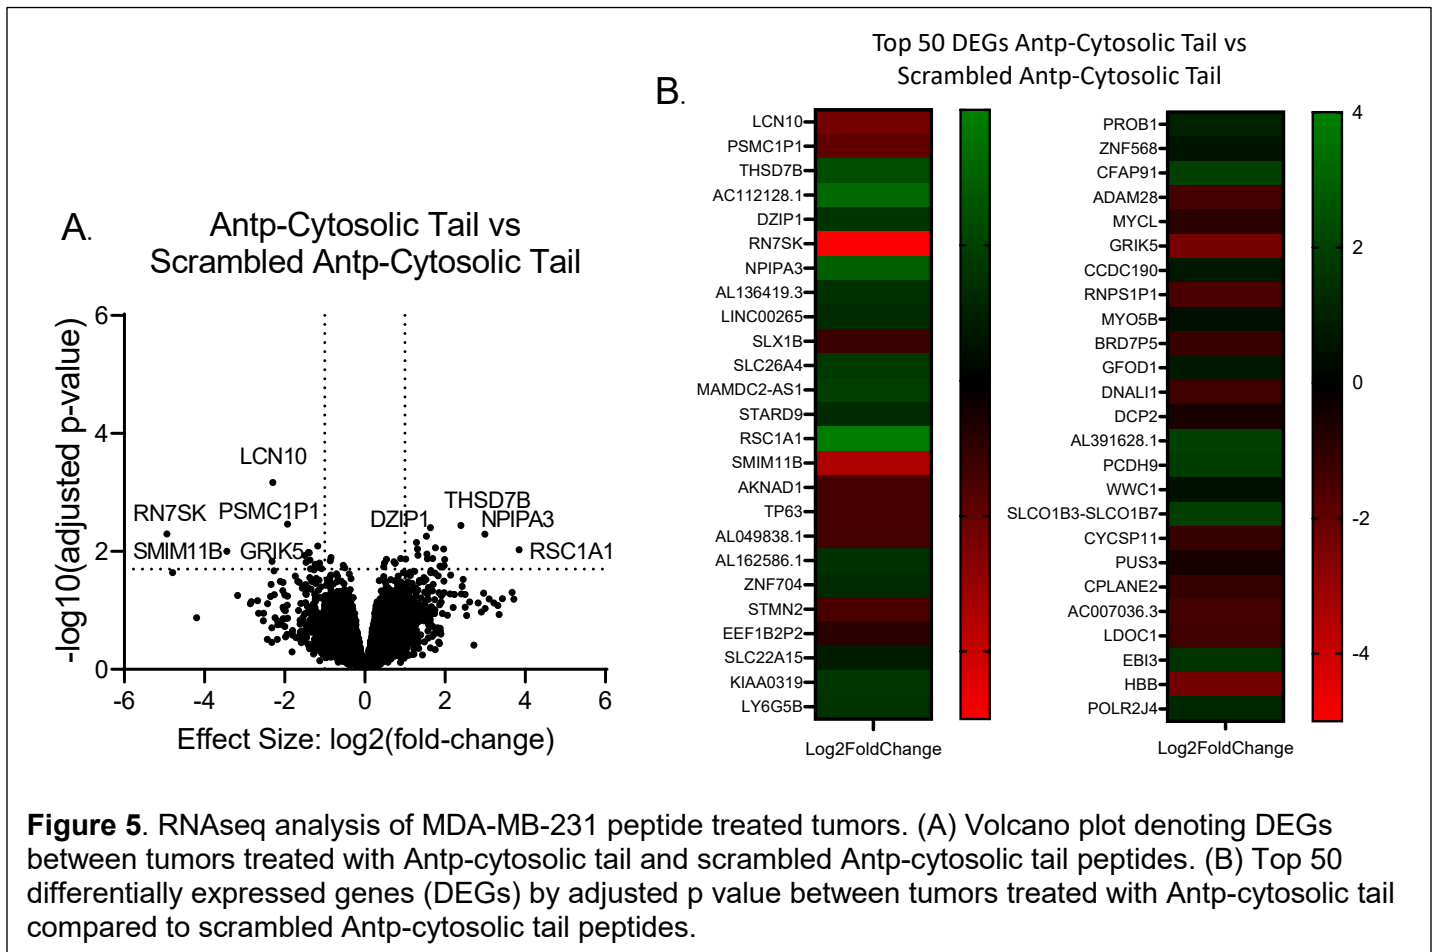 A.
Antp-Cytosolic Tail vs
Scrambled Antp-Cytosolic Tail
-log10(adjusted p-value)
6
4
2
0
LCN10
RN7SK
PSMC1P1
SMIM11B
GRIK5
DZIP1
THSD7B
NPIPA3
RSC1A1
-6 -4 -2 0 2 4 6
Effect Size: log2(fold-change)
B.
Top 50 DEGs Antp-Cytosolic Tail vs
Scrambled Antp-Cytosolic Tail
LCN10
PSMC1P1
THSD7B
AC112128.1
DZIP1
RN7SK
NPIPA3
AL136419.3
LINC00265
SLX1B
SLC26A4
MAMDC2-AS1
STARD9
RSC1A1
SMIM11B
AKNAD1
TP63
AL049838.1
AL162586.1
ZNF704
STMN2
EEF1B2P2
SLC22A15
KIAA0319
LY6G5B
Log2FoldChange
PROB1
ZNF568
CFAP91
ADAM28
MYCL
GRIK5
CCDC190
RNPS1P1
MYO5B
BRD7P5
GFOD1
DNALI1
DCP2
AL391628.1
PCDH9
WWC1
SLCO1B3-SLCO1B7
CYCSP11
PUS3
CPLANE2
AC007036.3
LDOC1
EBI3
HBB
POLR2J4
Log2FoldChange
4
2
0
-2
-4
Figure 5. RNAseq analysis of MDA-MB-231 peptide treated tumors. (A) Volcano plot denoting DEGs
between tumors treated with Antp-cytosolic tail and scrambled Antp-cytosolic tail peptides. (B) Top 50
differentially expressed genes (DEGs) by adjusted p value between tumors treated with Antp-cytosolic tail
compared to scrambled Antp-cytosolic tail peptides.